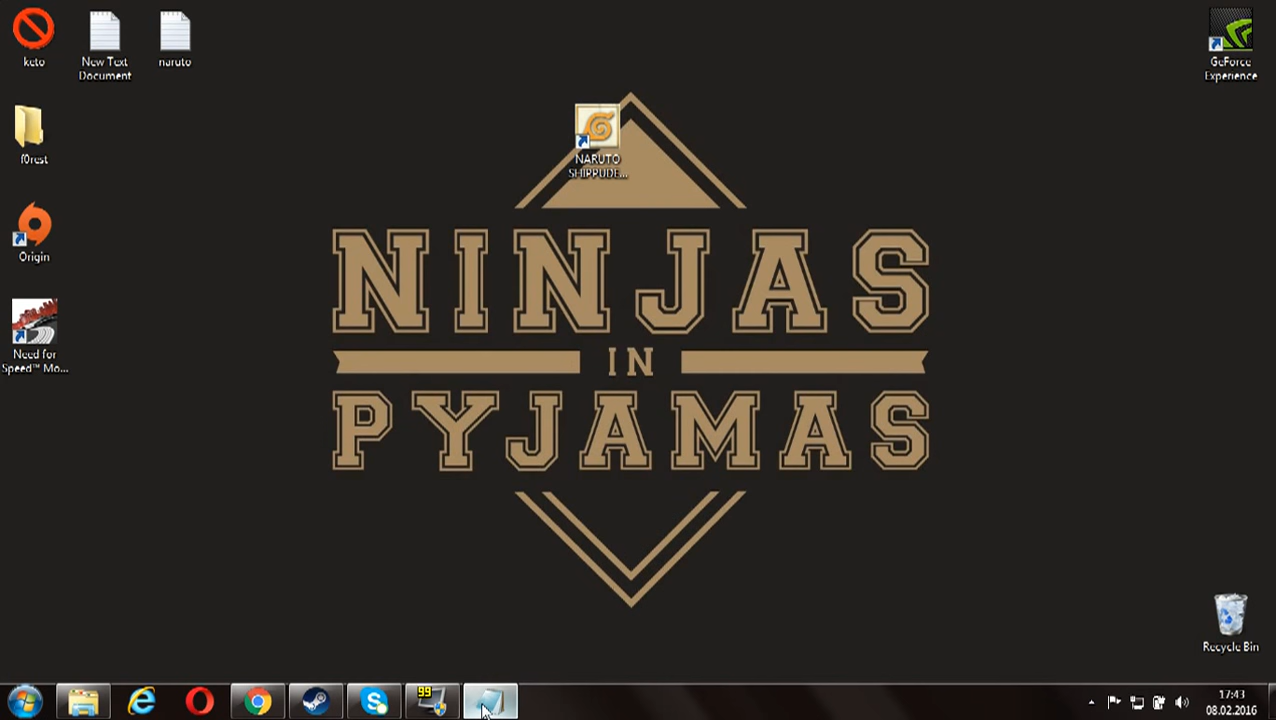 keto
New Text
Document
naruto
GeForce
Experience
f0rest
NARUTO
SHIPPUDE...
Origin
NINJAS
IN
PYJAMAS
Need for
Speed™ Mo...
Recycle Bin
99
17:43
08.02.2016